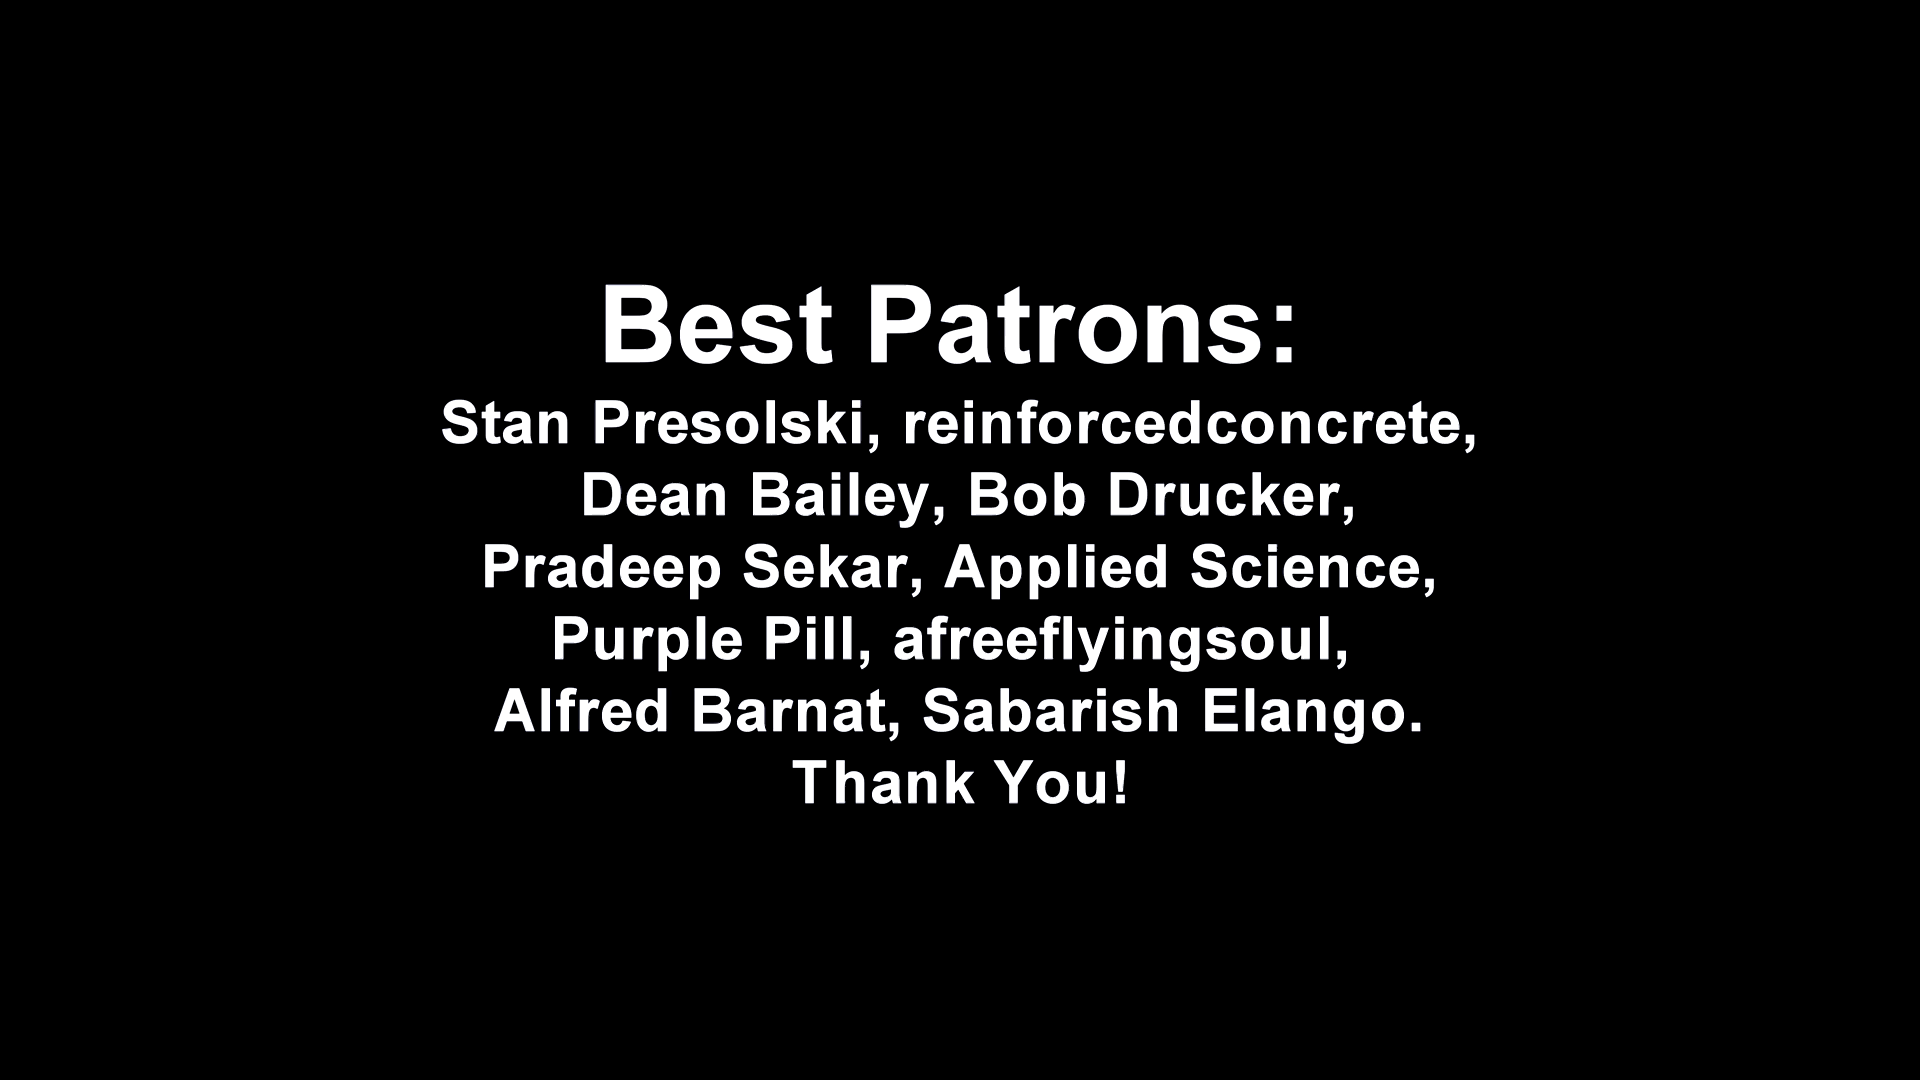 Best Patrons:
Stan Presolski, reinforcedconcrete,
Dean Bailey, Bob Drucker,
Pradeep Sekar, Applied Science,
Purple Pill, afreeflyingsoul,
Alfred Barnat, Sabarish Elango.
Thank You!